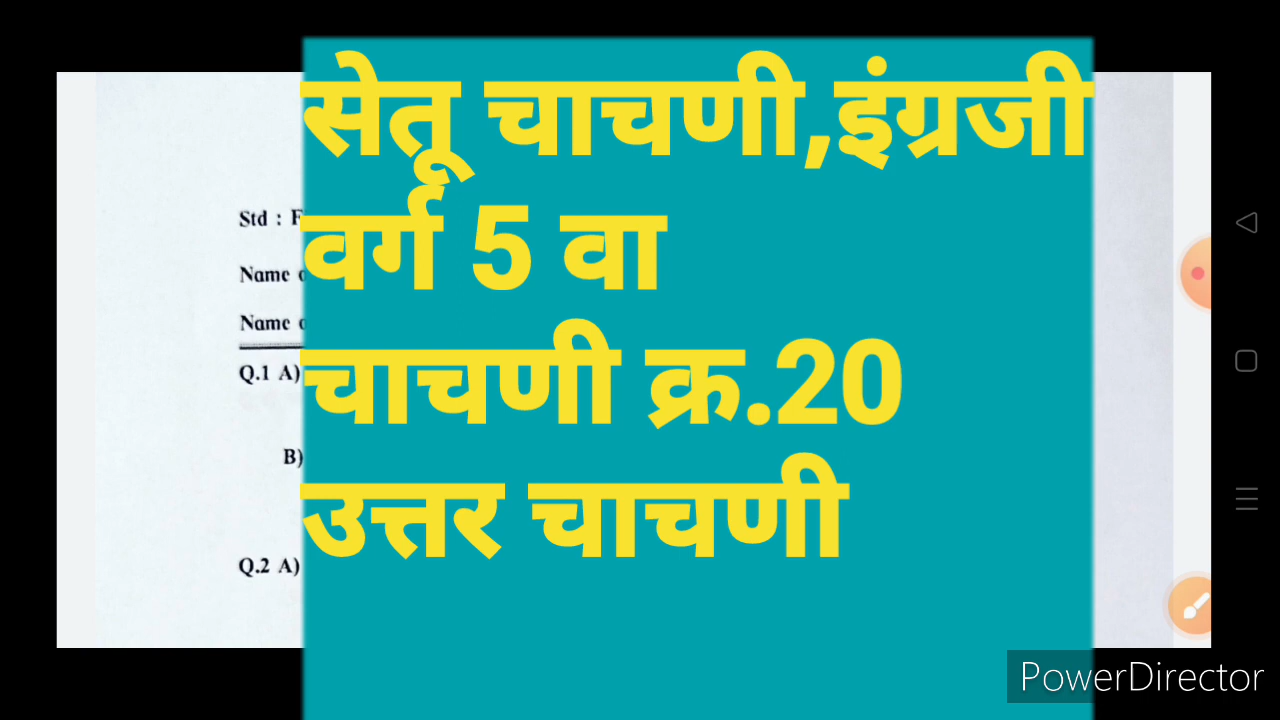 सेतू चाचणी,इंग्रजी
वर्ग 5 वा
चाचणी क्र.20
उत्तर चाचणी
Std : F
Name
Name
Q.1 A)
B)
Q.2 A)
PowerDirector